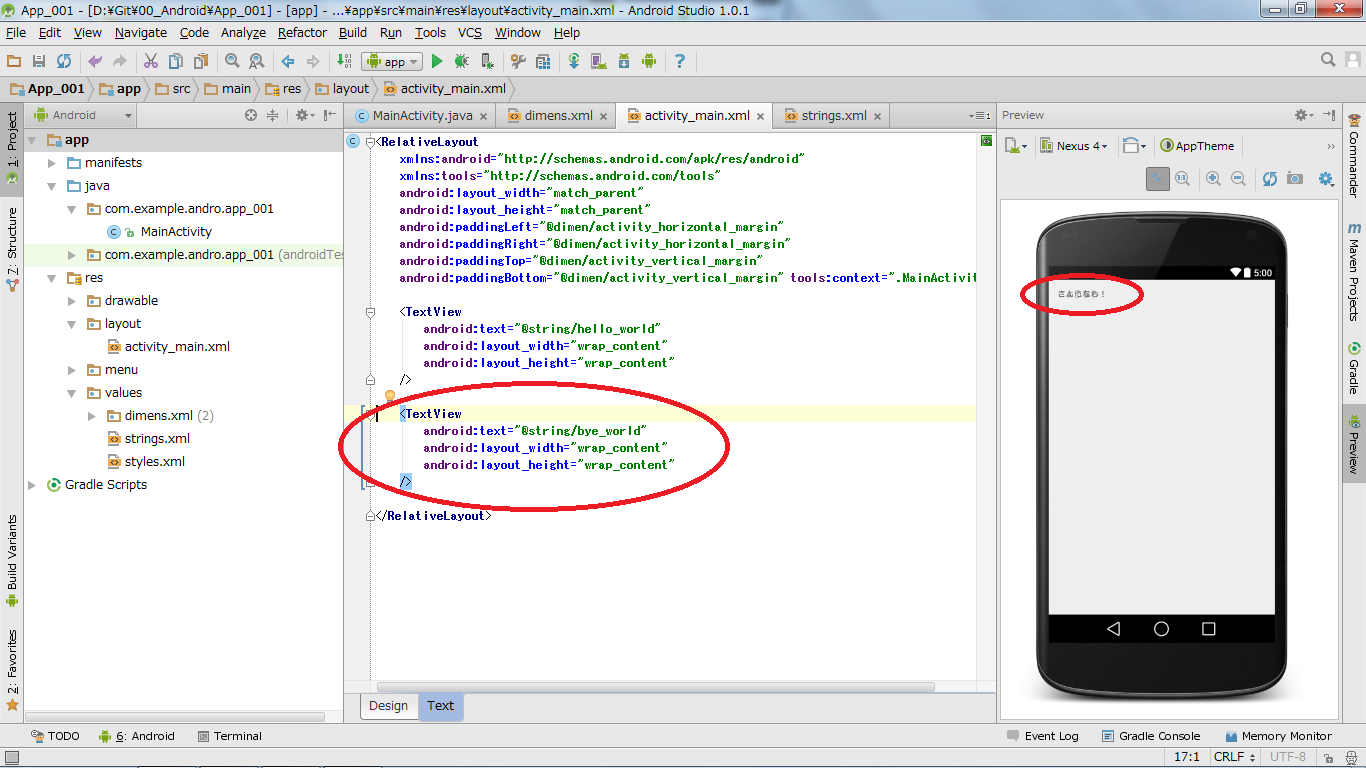 App_001 - [D:¥Git¥00_Android¥App_001] - [app] - ...¥app¥src¥main¥res¥layout¥activity_main.xml - Android Studio 1.0.1
File Edit View Navigate Code Analyze Refactor Build Run Tools VCS Window Help
app
App_001 app src main res layout activity_main.xml
Android
MainActivity.java dimens.xml activity_main.xml strings.xml
Preview
1: Project
7: Structure
Build Variants
2: Favorites
app
manifests
java
com.example.andro.app_001
MainActivity
com.example.andro.app_001 (androidTes
res
drawable
layout
activity_main.xml
menu
values
dimens.xml (2)
strings.xml
styles.xml
Gradle Scripts
<RelativeLayout
xmlns:android="http://schemas.android.com/apk/res/android"
xmlns:tools="http://schemas.android.com/tools"
android:layout_width="match_parent"
android:layout_height="match_parent"
android:paddingLeft="@dimen/activity_horizontal_margin"
android:paddingRight="@dimen/activity_horizontal_margin"
android:paddingTop="@dimen/activity_vertical_margin"
android:paddingBottom="@dimen/activity_vertical_margin" tools:context=".MainActivit
<TextView
android:text="@string/hello_world"
android:layout_width="wrap_content"
android:layout_height="wrap_content"
/>
<TextView
android:text="@string/bye_world"
android:layout_width="wrap_content"
android:layout_height="wrap_content"
/>
</RelativeLayout>
Design Text
Nexus 4 AppTheme
1:1
5:00
Commander
Maven Projects
Gradle
Preview
TODO 6: Android Terminal Event Log Gradle Console Memory Monitor
17:1 CRLF UTF-8